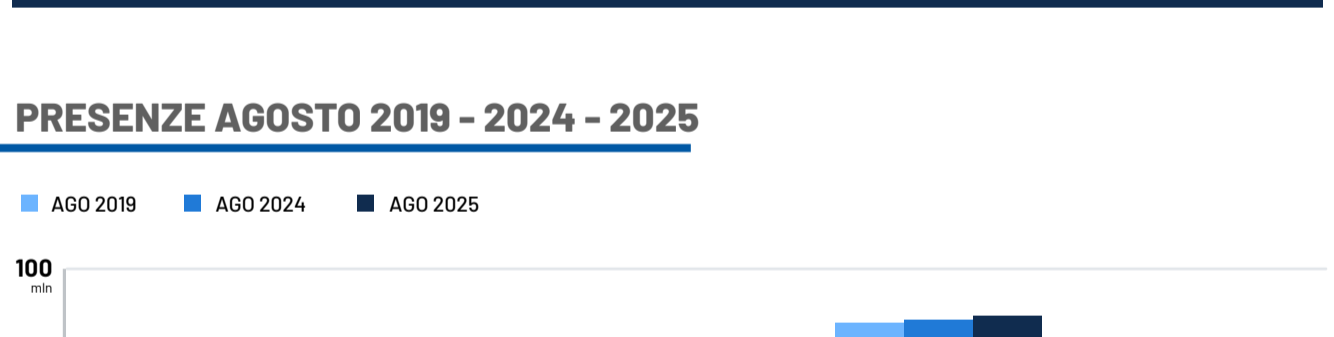 PRESENZE AGOSTO 2019 - 2024 - 2025
AGO 2019 AGO 2024 AGO 2025
100
mln